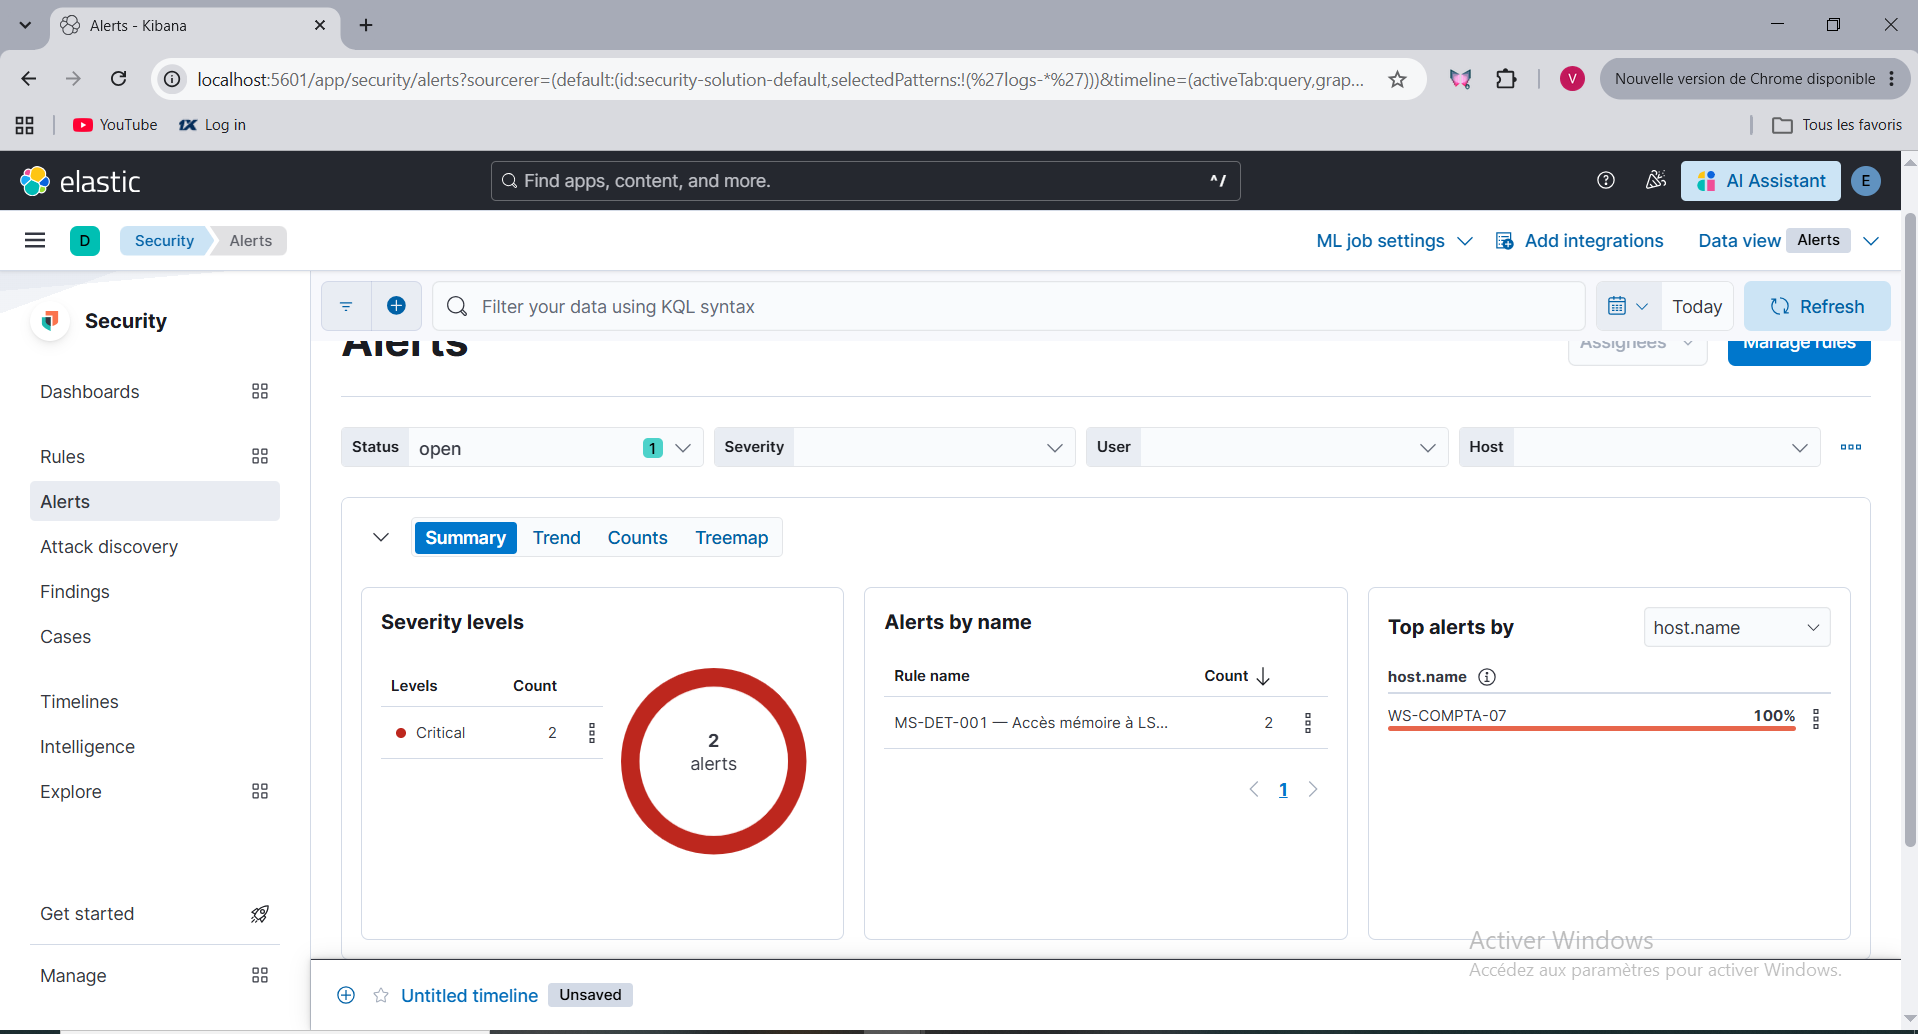 Alerts - Kibana
localhost:5601/app/security/alerts?sourcerer=(default:(id:security-solution-default,selectedPatterns:!(%27logs-*%27)))&timeline=(activeTab:query,grap...
V
Nouvelle version de Chrome disponible
YouTube
Log in
Tous les favoris
elastic
Find apps, content, and more.
^/
AI Assistant
E
D
Security
Alerts
ML job settings
Add integrations
Data view
Alerts
Security
Filter your data using KQL syntax
Today
Refresh
Alerts
Assignees
Manage rules
Dashboards
Rules
Alerts
Attack discovery
Findings
Cases
Timelines
Intelligence
Explore
Get started
Manage
Status
open
1
Severity
User
Host
Summary
Trend
Counts
Treemap
Severity levels
Levels
Count
Critical
2
2
alerts
Alerts by name
Rule name
Count
MS-DET-001 — Accès mémoire à LS...
2
1
Top alerts by
host.name
host.name
WS-COMPTA-07
100%
Activer Windows
Accédez aux paramètres pour activer Windows.
Untitled timeline
Unsaved